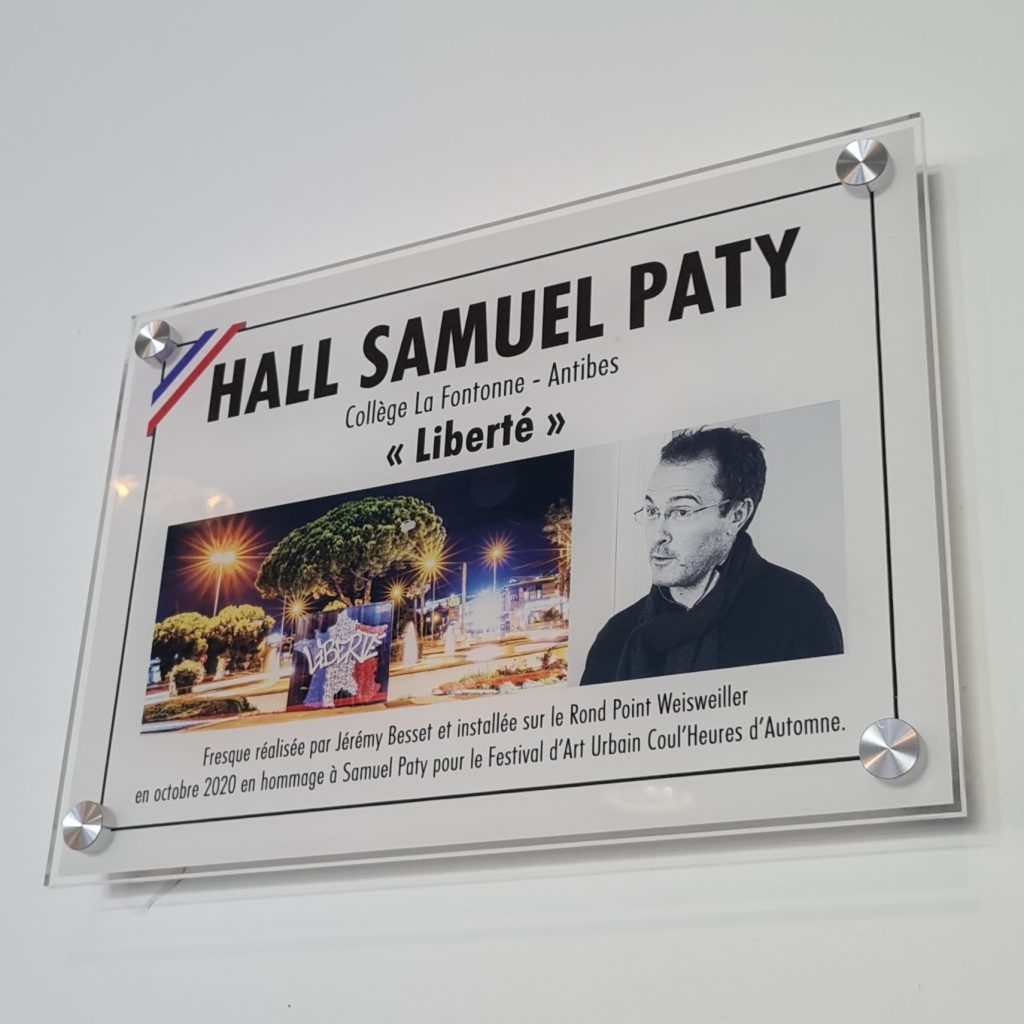 HALL SAMUEL PATY
Collège La Fontonne - Antibes
« Liberté »
LiBERTÉ
Fresque réalisée par Jérémy Besset et installée sur le Rond Point Weisweiller
en octobre 2020 en hommage à Samuel Paty pour le Festival d'Art Urbain Coul'Heures d'Automne.